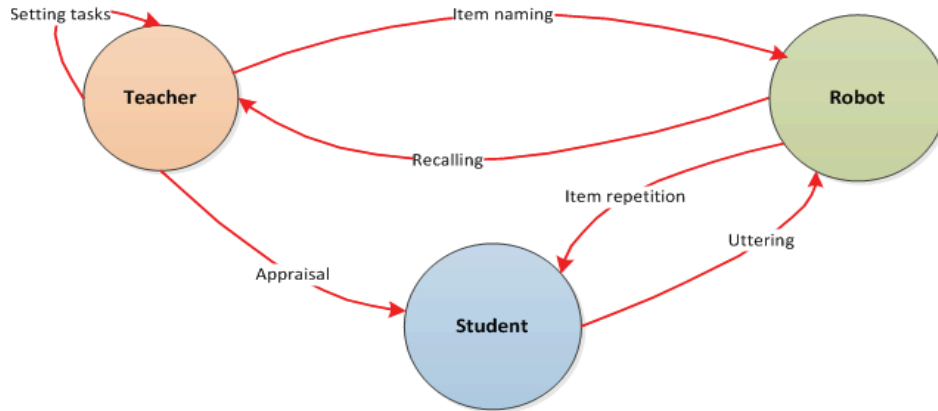 Setting tasks
Item naming
Teacher
Robot
Recalling
Item repetition
Uttering
Appraisal
Student